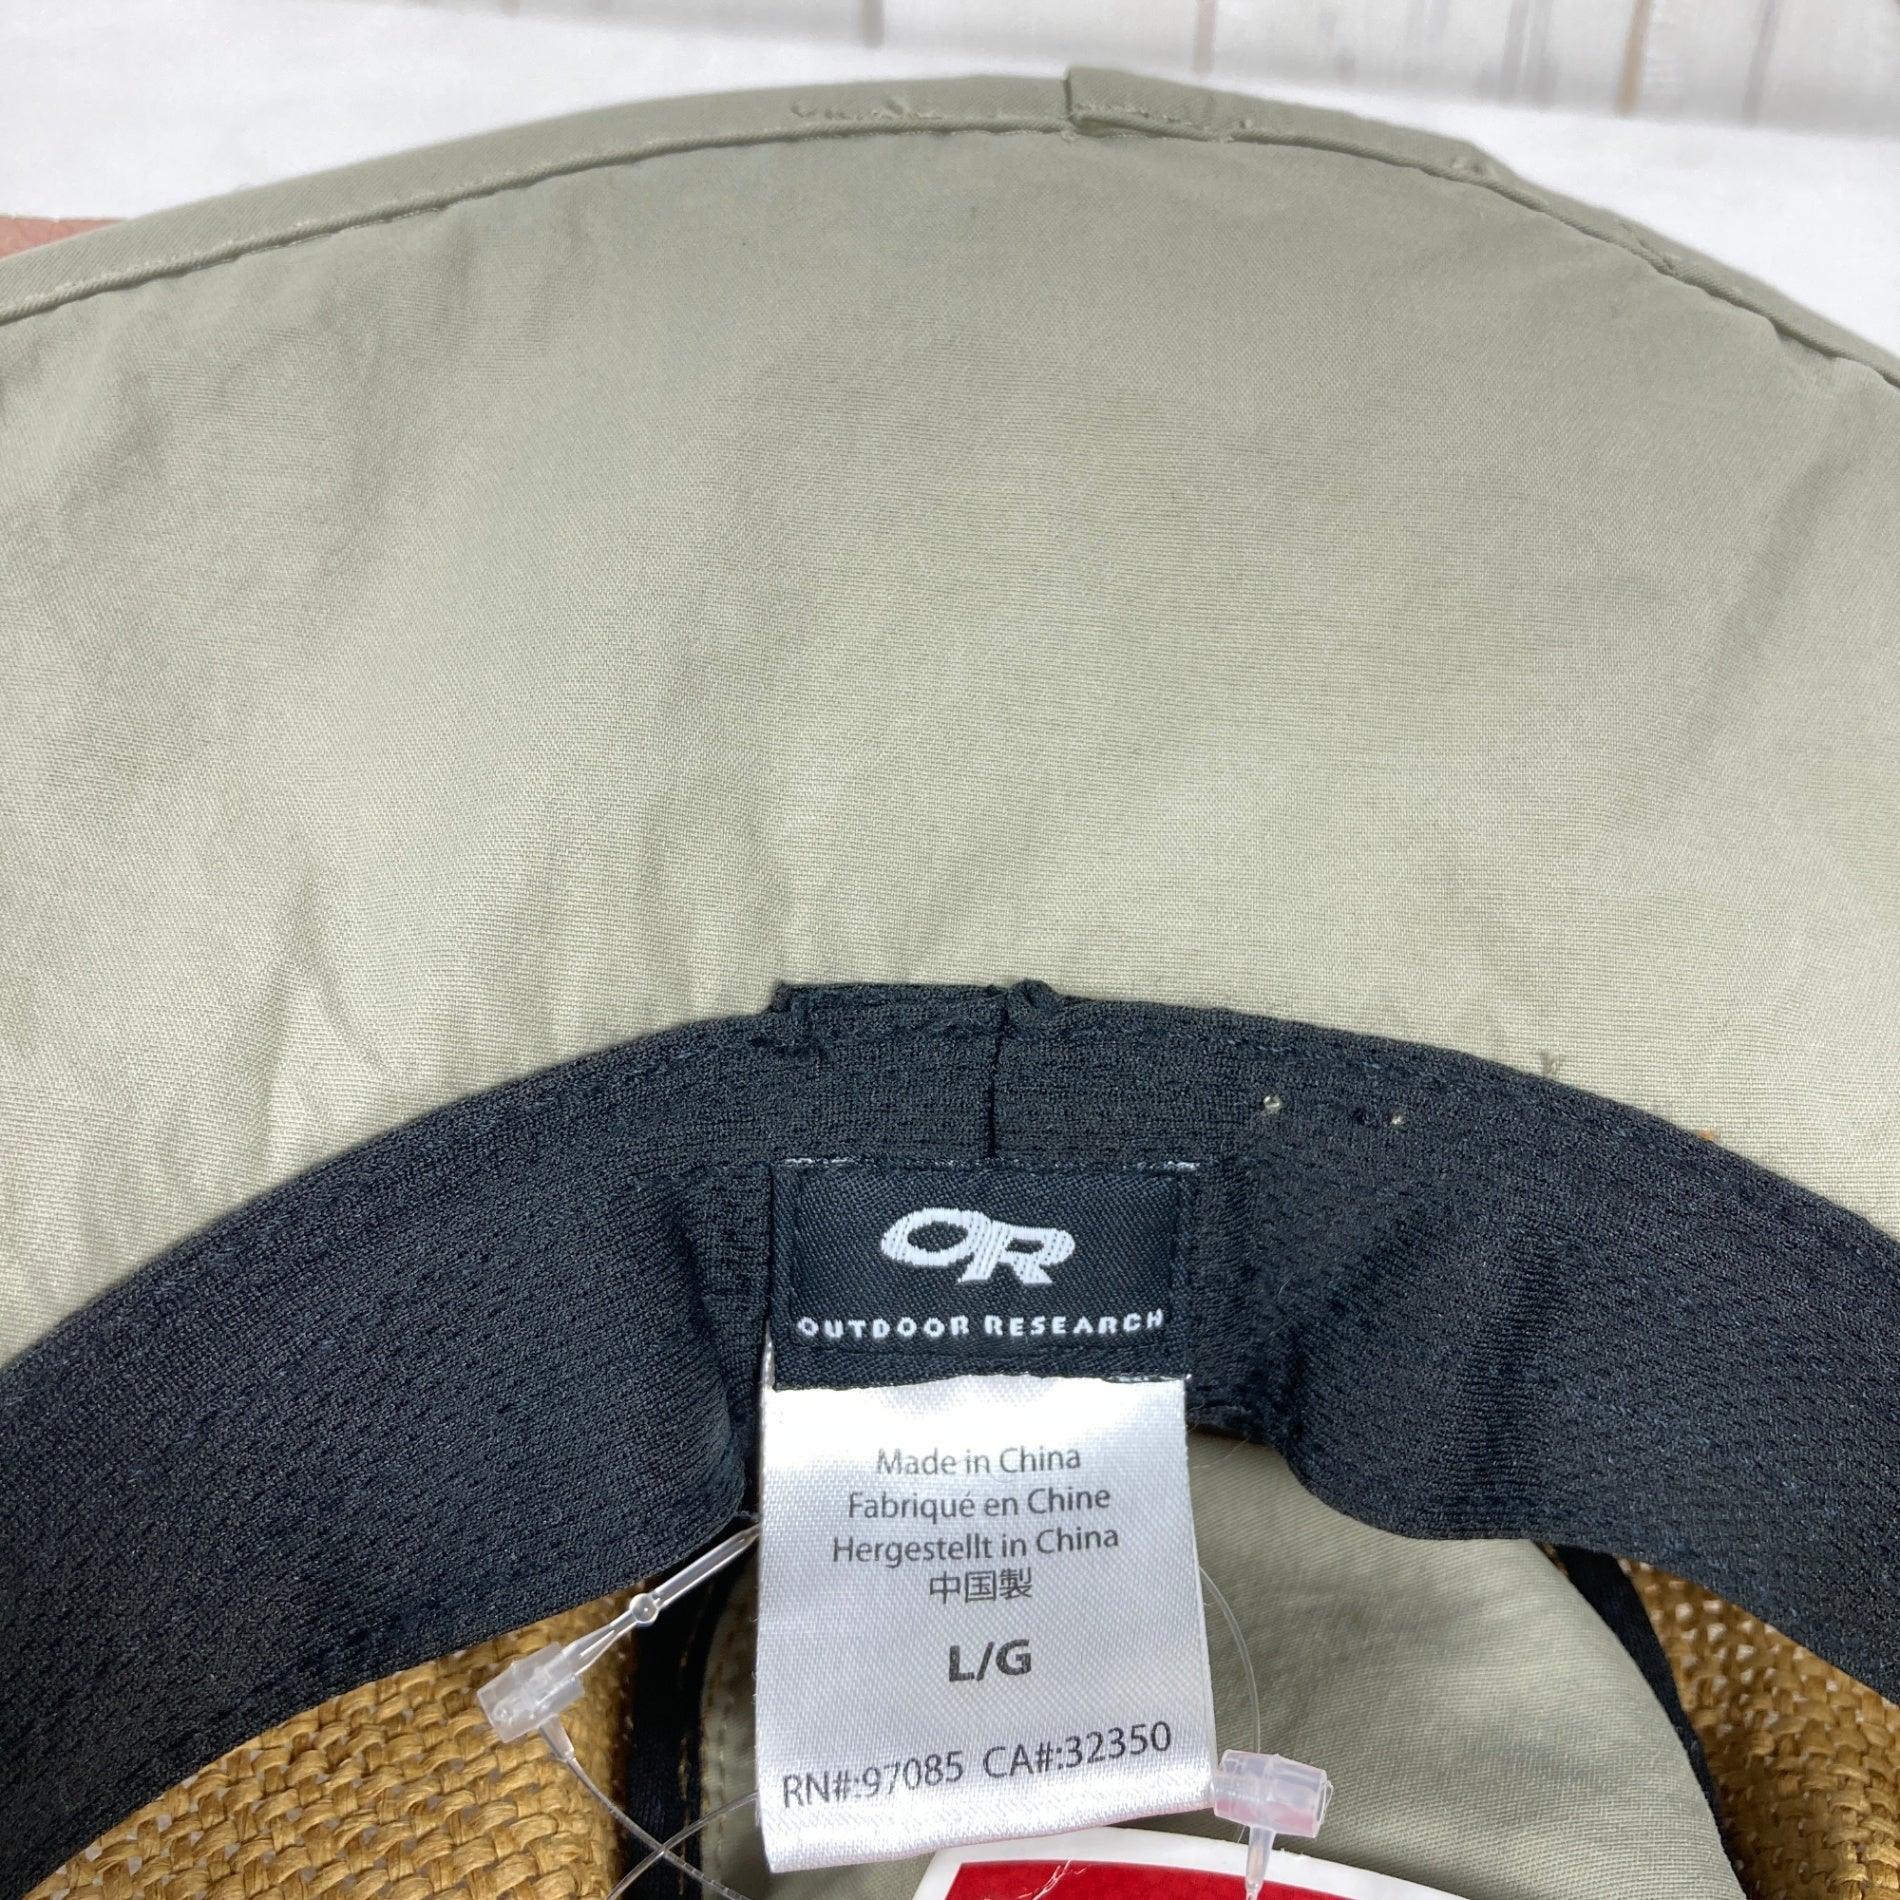 OR
OUTDOOR RESEARCH
Made in China
Fabriqué en Chine
Hergestellt in China
中国製
L/G
RN#:97085 CA#:32350